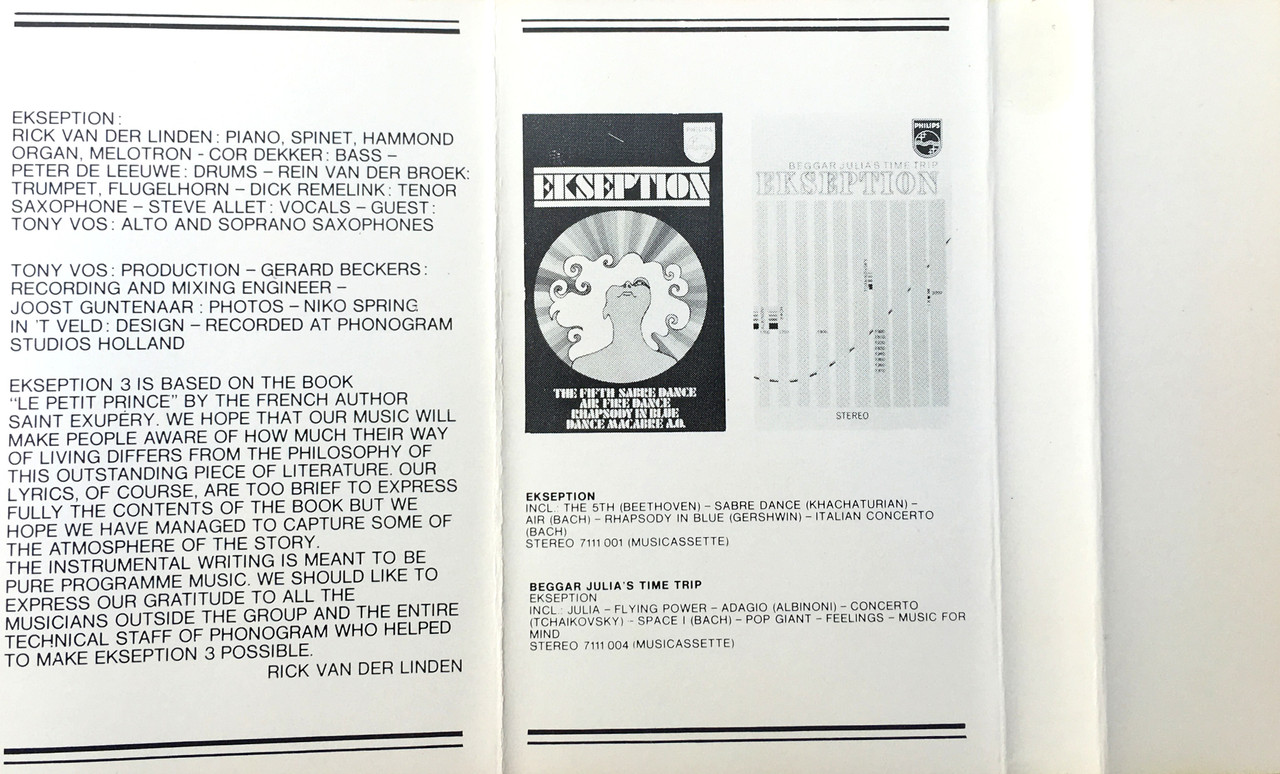 EKSEPTION:
RICK VAN DER LINDEN: PIANO, SPINET, HAMMOND
ORGAN, MELOTRON - COR DEKKER: BASS –
PETER DE LEEUWE: DRUMS – REIN VAN DER BROEK:
TRUMPET, FLUGELHORN – DICK REMELINK: TENOR
SAXOPHONE – STEVE ALLET: VOCALS – GUEST:
TONY VOS: ALTO AND SOPRANO SAXOPHONES
TONY VOS: PRODUCTION – GERARD BECKERS:
RECORDING AND MIXING ENGINEER –
JOOST GUNTENAAR: PHOTOS – NIKO SPRING
IN 'T VELD: DESIGN – RECORDED AT PHONOGRAM
STUDIOS HOLLAND
EKSEPTION 3 IS BASED ON THE BOOK
“LE PETIT PRINCE” BY THE FRENCH AUTHOR
SAINT EXUPÉRY. WE HOPE THAT OUR MUSIC WILL
MAKE PEOPLE AWARE OF HOW MUCH THEIR WAY
OF LIVING DIFFERS FROM THE PHILOSOPHY OF
THIS OUTSTANDING PIECE OF LITERATURE. OUR
LYRICS, OF COURSE, ARE TOO BRIEF TO EXPRESS
FULLY THE CONTENTS OF THE BOOK BUT WE
HOPE WE HAVE MANAGED TO CAPTURE SOME OF
THE ATMOSPHERE OF THE STORY.
THE INSTRUMENTAL WRITING IS MEANT TO BE
PURE PROGRAMME MUSIC. WE SHOULD LIKE TO
EXPRESS OUR GRATITUDE TO ALL THE
MUSICIANS OUTSIDE THE GROUP AND THE ENTIRE
TECHNICAL STAFF OF PHONOGRAM WHO HELPED
TO MAKE EKSEPTION 3 POSSIBLE.
RICK VAN DER LINDEN
PHILIPS
EKSEPTION
THE FIFTH SABRE DANCE
AIR FIRE DANCE
RHAPSODY IN BLUE
DANCE MACABRE A.O.
PHILIPS
BEGGAR JULIA'S TIME TRIP
EKSEPTION
STEREO
EKSEPTION
INCL.: THE 5TH (BEETHOVEN) – SABRE DANCE (KHACHATURIAN) –
AIR (BACH) – RHAPSODY IN BLUE (GERSHWIN) – ITALIAN CONCERTO
(BACH)
STEREO 7111 001 (MUSICASSETTE)
BEGGAR JULIA'S TIME TRIP
EKSEPTION
INCL.: JULIA – FLYING POWER – ADAGIO (ALBINONI) – CONCERTO
(TCHAIKOVSKY) – SPACE I (BACH) – POP GIANT – FEELINGS – MUSIC FOR
MIND
STEREO 7111 004 (MUSICASSETTE)